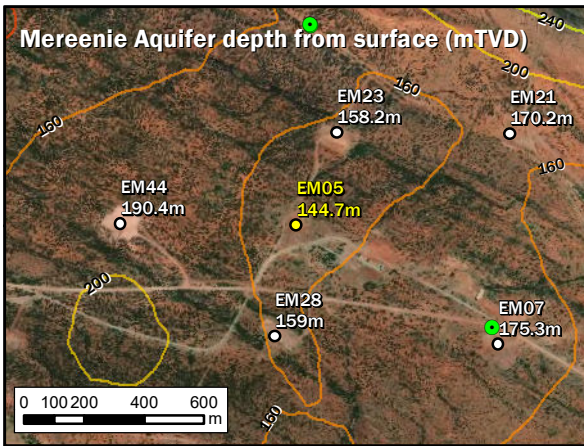 Mereenie Aquifer depth from surface (mTVD)
240
200
160
EM23
158.2m
EM21
170.2m
160
160
EM44
190.4m
EM05
144.7m
200
EM28
159m
EM07
175.3m
160
0 100 200 400 600
m